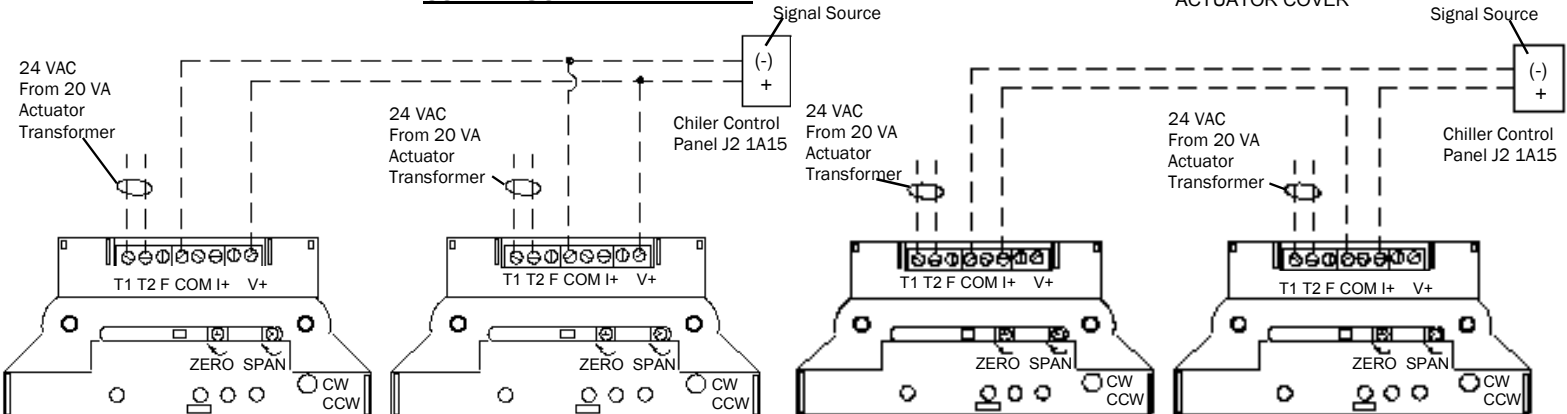 ACTUATOR COVER
Signal Source
(-)
+
24 VAC
From 20 VA
Actuator
Transformer
24 VAC
From 20 VA
Actuator
Transformer
Chiler Control
Panel J2 1A15
T1 T2 F COM I+ V+
T1 T2 F COM I+ V+
ZERO SPAN
CW
CCW
ZERO SPAN
CW
CCW
Signal Source
(-)
+
24 VAC
From 20 VA
Actuator
Transformer
24 VAC
From 20 VA
Actuator
Transformer
Chiller Control
Panel J2 1A15
T1 T2 F COM I+ V+
T1 T2 F COM I+ V+
ZERO SPAN
CW
CCW
ZERO SPAN
CW
CCW